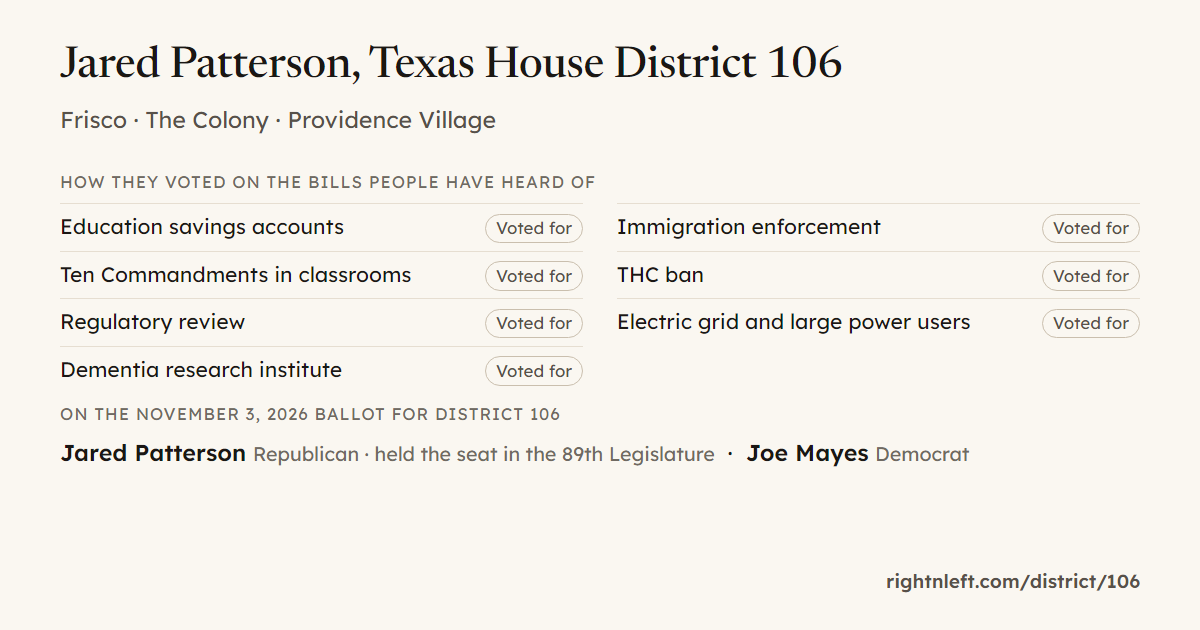 Jared Patterson, Texas House District 106
Frisco · The Colony · Providence Village
HOW THEY VOTED ON THE BILLS PEOPLE HAVE HEARD OF
Education savings accounts Voted for
Ten Commandments in classrooms Voted for
Regulatory review Voted for
Dementia research institute Voted for
Immigration enforcement Voted for
THC ban Voted for
Electric grid and large power users Voted for
ON THE NOVEMBER 3, 2026 BALLOT FOR DISTRICT 106
Jared Patterson Republican · held the seat in the 89th Legislature · Joe Mayes Democrat
rightnleft.com/district/106